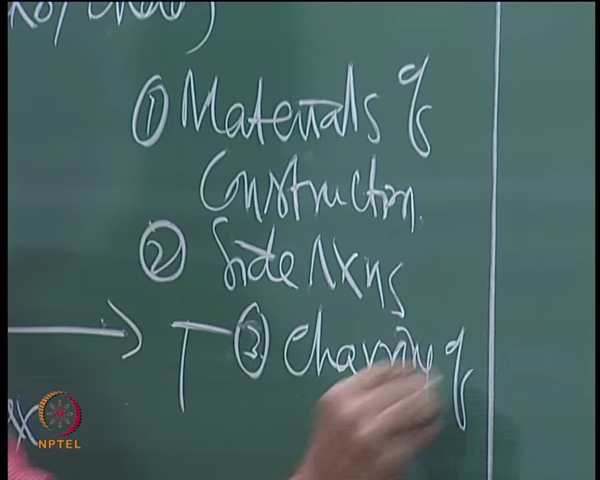 ① Materials of
Construction.
② Side rxns
T
③ Charring of
NPTEL